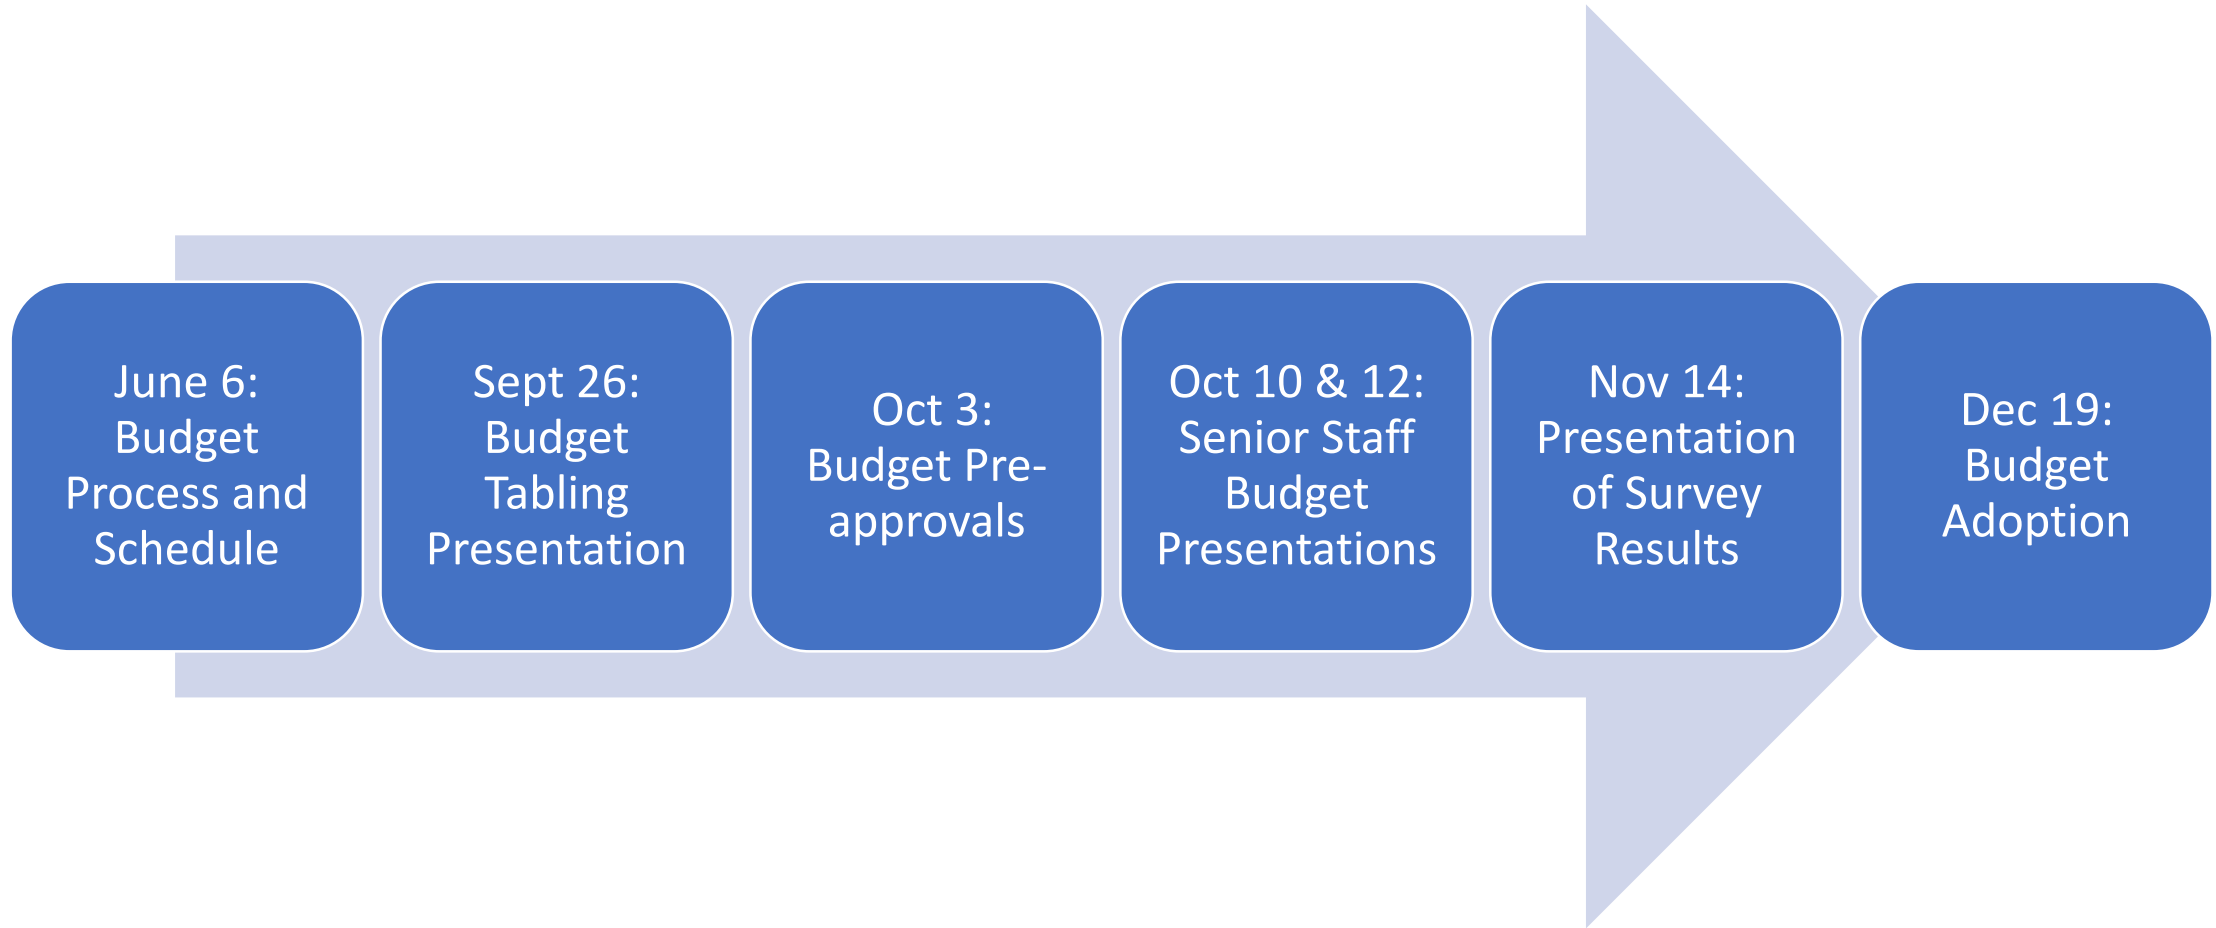 June 6:
Budget
Process and
Schedule
Sept 26:
Budget
Tabling
Presentation
Oct 3:
Budget Pre-
approvals
Oct 10 & 12:
Senior Staff
Budget
Presentations
Nov 14:
Presentation
of Survey
Results
Dec 19:
Budget
Adoption